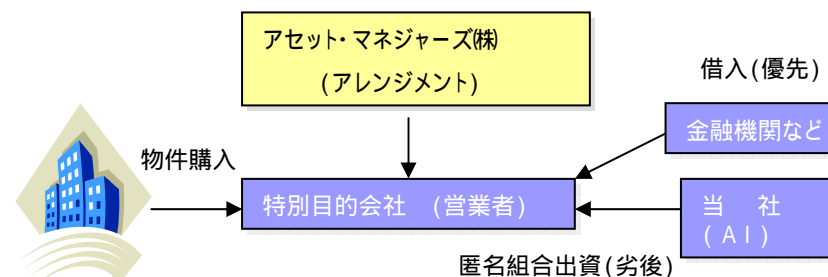 アセット・マネジャーズ㈱
(アレンジメント)
借入(優先)
金融機関など
物件購入
特別目的会社 (営業者)
当 社
(AI)
匿名組合出資(劣後)